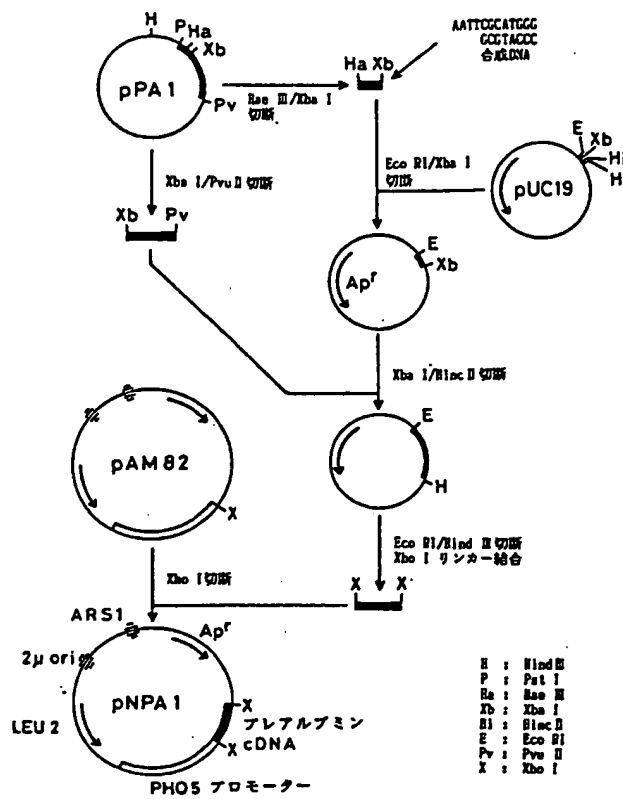 H
P
Ha
Xb
pPA1
Pv
Hae III/Xba I
切断
Ha Xb
AATTCGCATGGG
GCGTACCC
合成DNA
Xba I/Pvu II 切断
Xb Pv
Eco RI/Xba I
切断
E
Xb
Hi
H
pUC19
E
Xb
Apr
Xba I/Hinc II 切断
pAM82
X
E
H
Eco RI/Hind III 切断
Xho I リンカー結合
Xho I 切断
X X
ARS1
Apr
2μ ori
pNPA1
LEU2
X
プレアルブミン
X cDNA
PHO5 プロモーター
H : Hind III
P : Pst I
Ha : Hae III
Xb : Xba I
Hi : Hinc II
E : Eco RI
Pv : Pvu II
X : Xho I